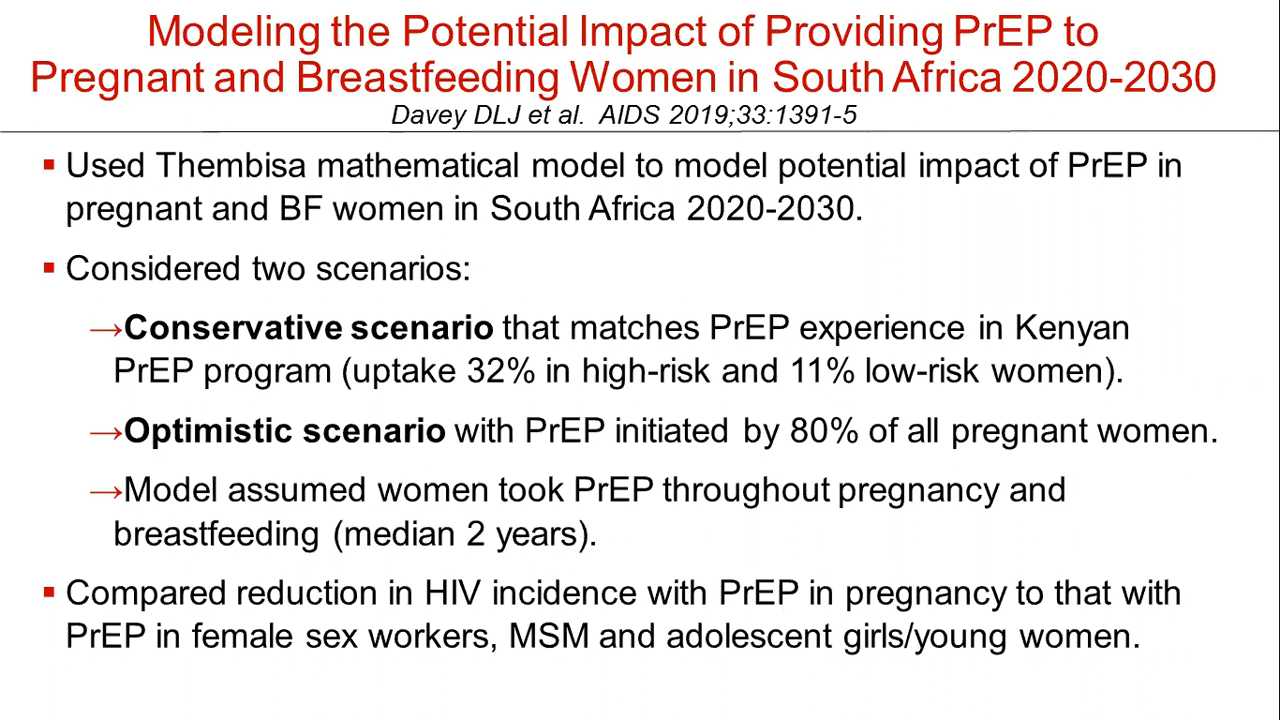 Modeling the Potential Impact of Providing PrEP to
Pregnant and Breastfeeding Women in South Africa 2020-2030
Davey DLJ et al. AIDS 2019;33:1391-5
▪ Used Thembisa mathematical model to model potential impact of PrEP in
pregnant and BF women in South Africa 2020-2030.
▪ Considered two scenarios:
→Conservative scenario that matches PrEP experience in Kenyan
PrEP program (uptake 32% in high-risk and 11% low-risk women).
→Optimistic scenario with PrEP initiated by 80% of all pregnant women.
→Model assumed women took PrEP throughout pregnancy and
breastfeeding (median 2 years).
▪ Compared reduction in HIV incidence with PrEP in pregnancy to that with
PrEP in female sex workers, MSM and adolescent girls/young women.